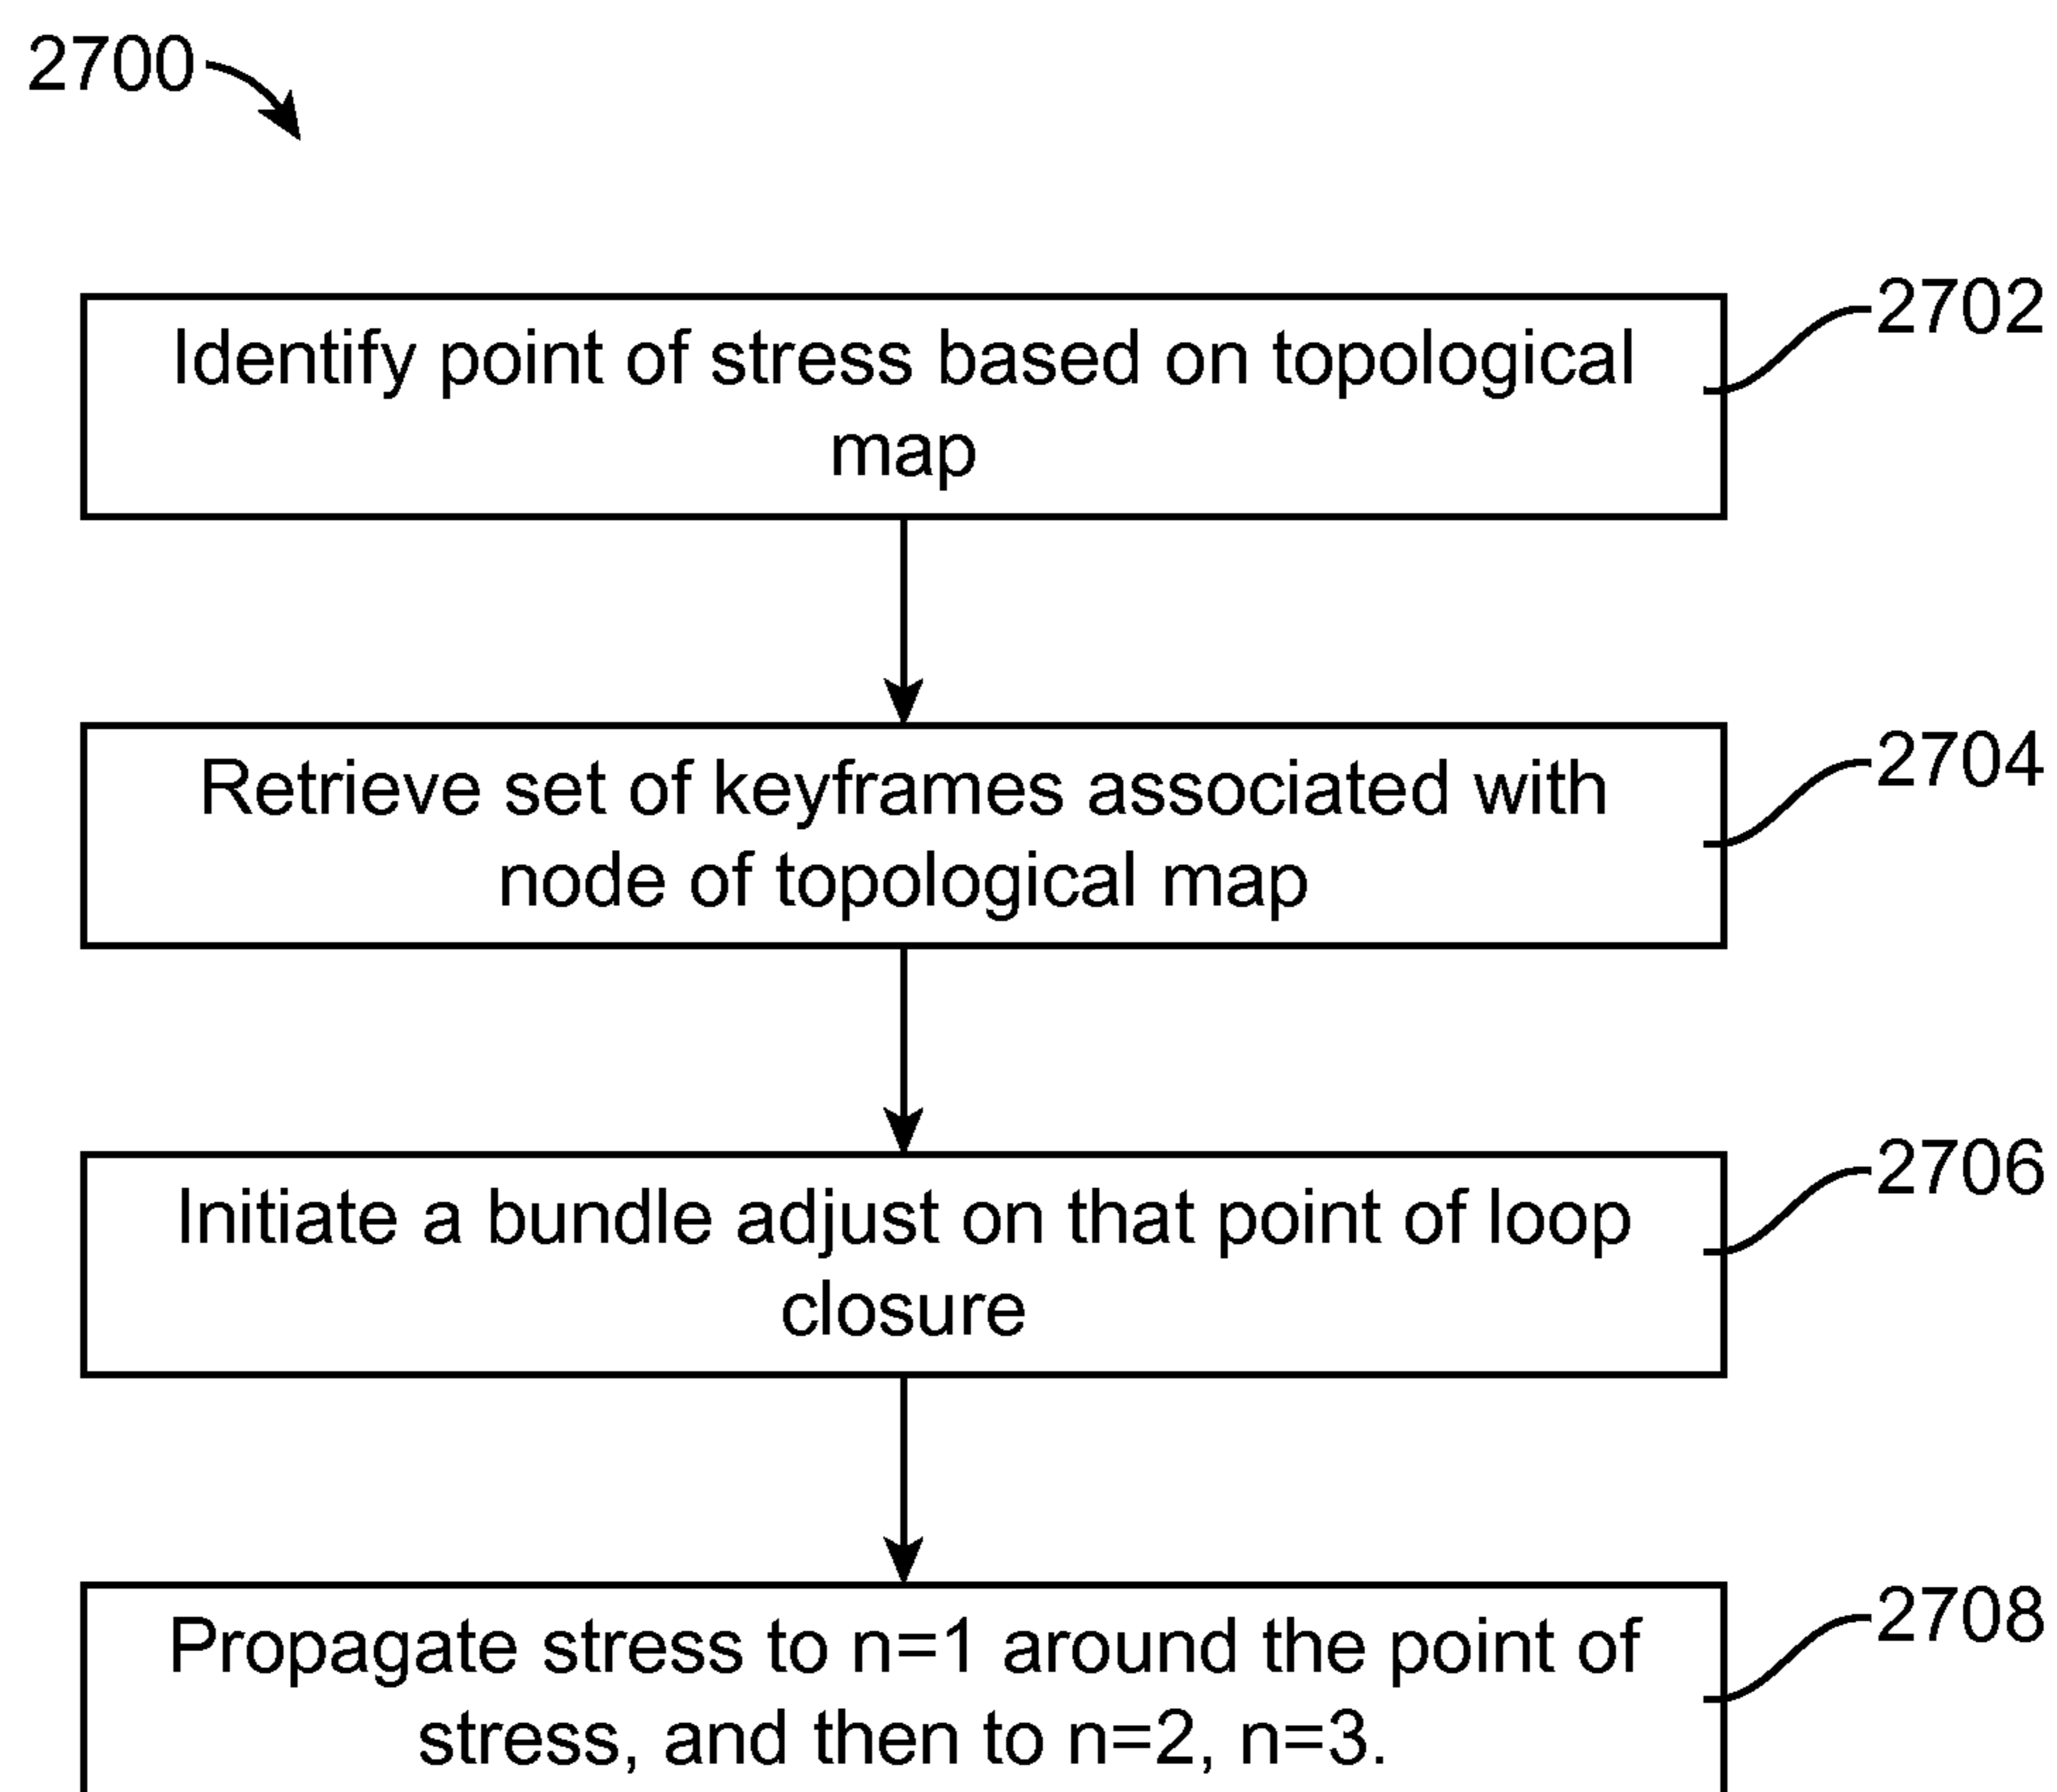 2700
Identify point of stress based on topological
map
2702
Retrieve set of keyframes associated with
node of topological map
2704
Initiate a bundle adjust on that point of loop
closure
2706
Propagate stress to n=1 around the point of
stress, and then to n=2, n=3.
2708